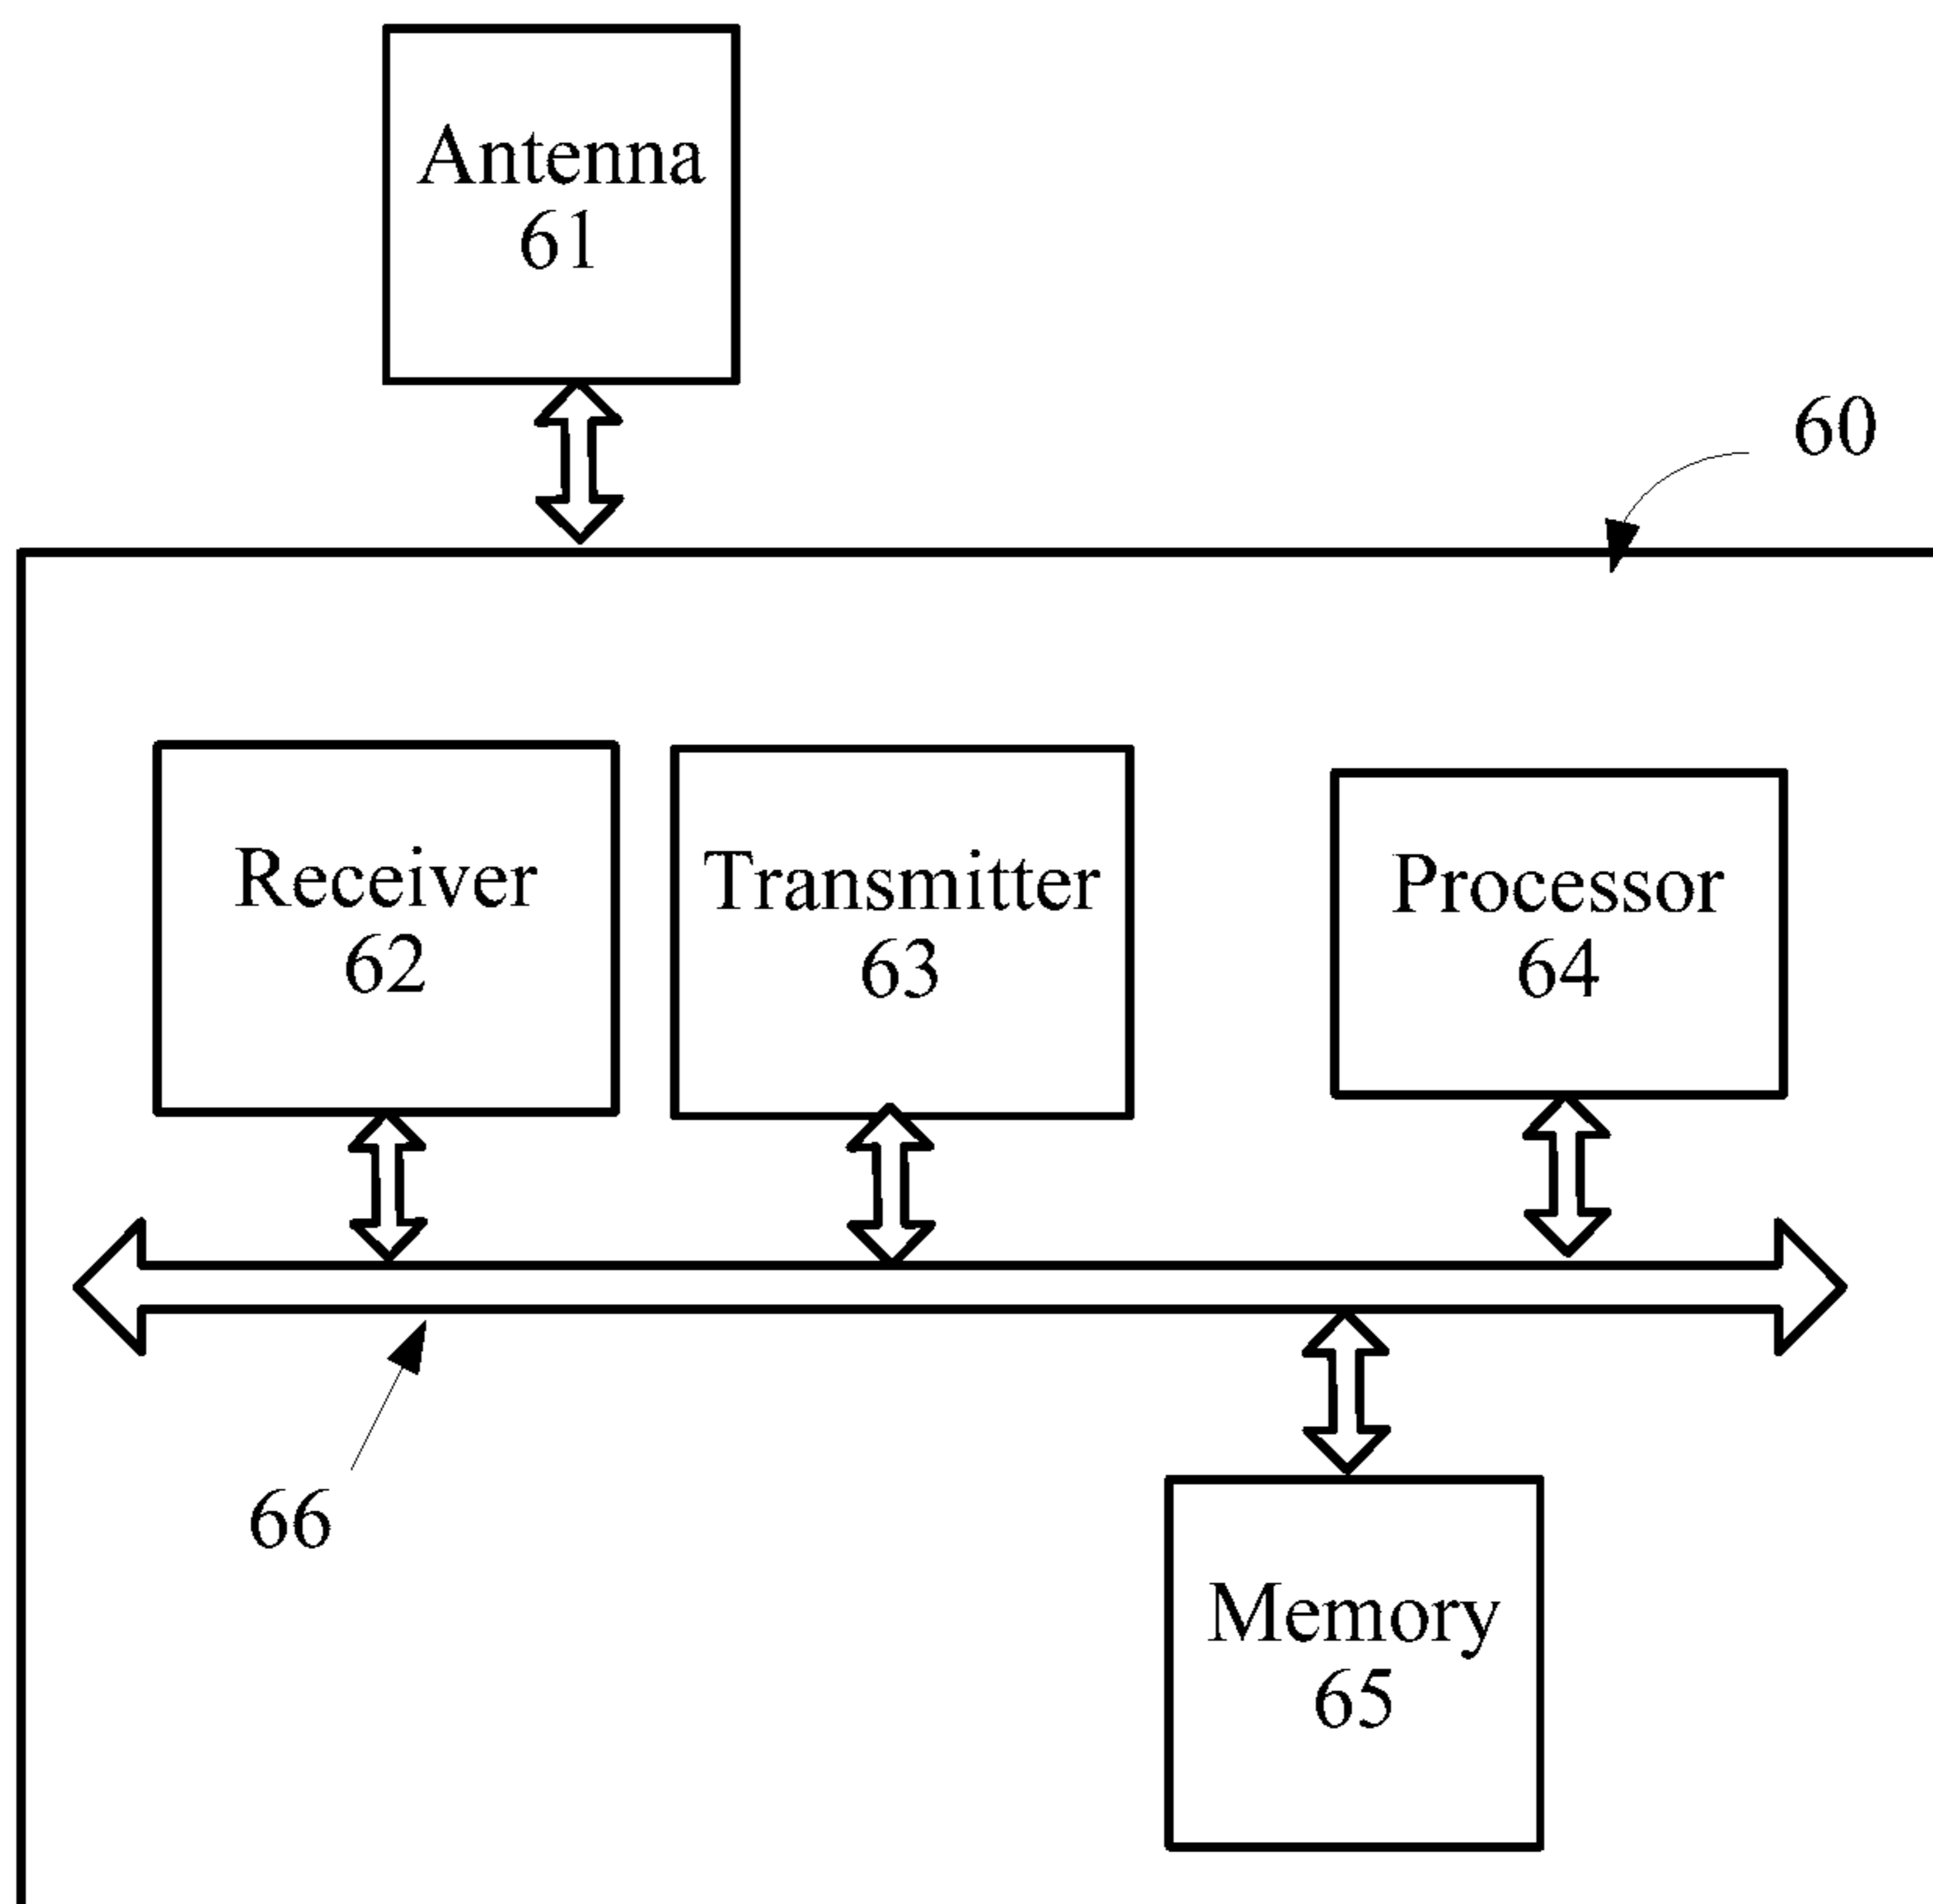 Antenna
61
60
Receiver
62
Transmitter
63
Processor
64
66
Memory
65